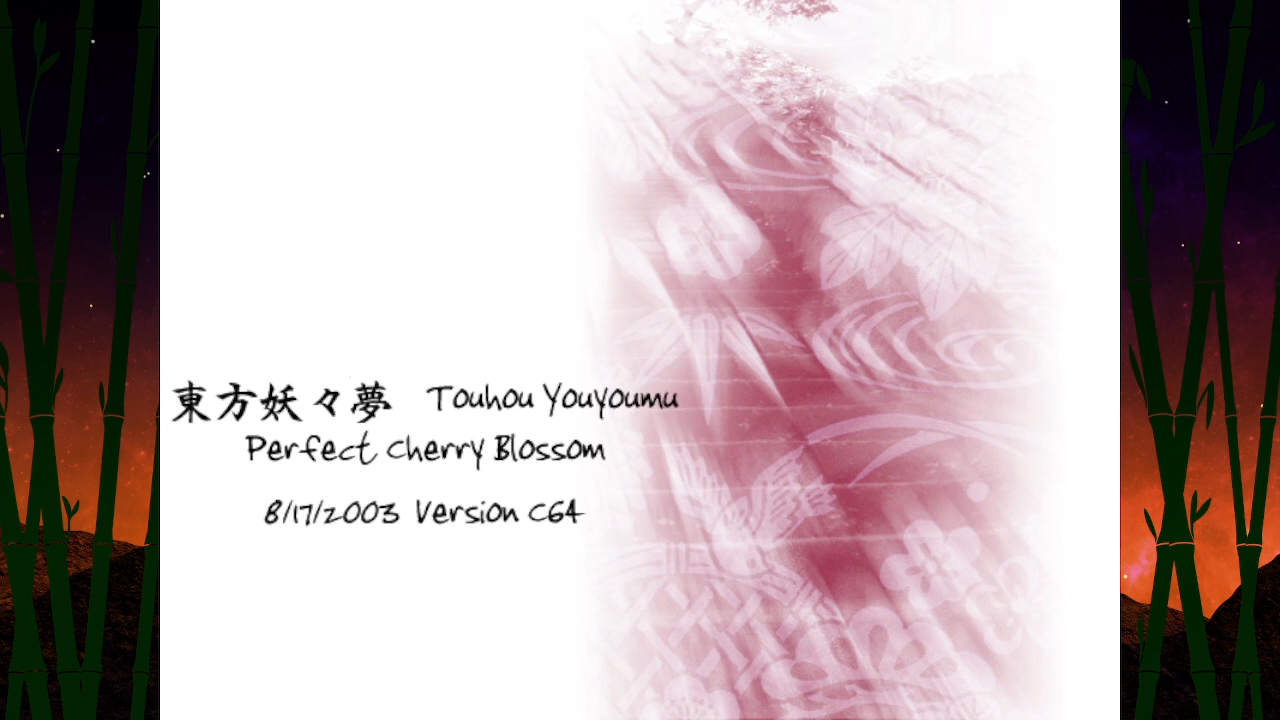 東方妖々夢 Touhou Youyoumu
Perfect Cherry Blossom
8/17/2003 Version C64